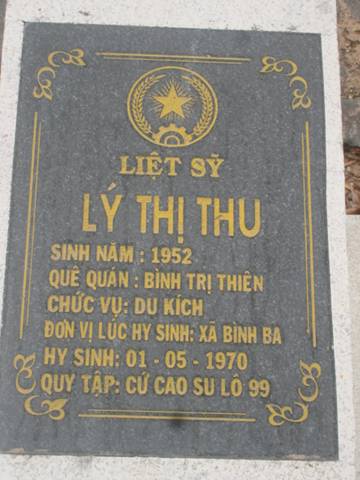 LIỆT SỸ
LÝ THỊ THU
SINH NĂM : 1952
QUÊ QUÁN : BÌNH TRỊ THIÊN
CHỨC VỤ: DU KÍCH
ĐƠN VỊ LÚC HY SINH: XÃ BÌNH BA
HY SINH: 01 - 05 - 1970
QUY TẬP: CỨ CAO SU LÔ 99